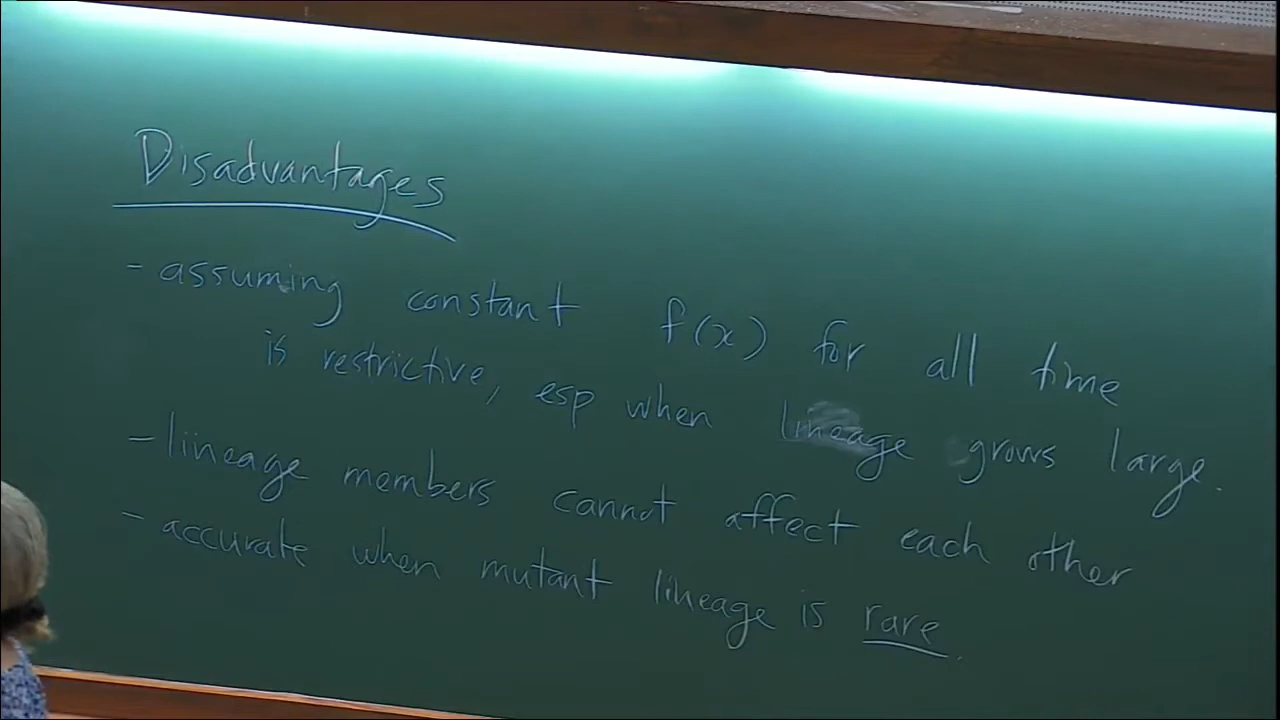 Disadvantages
- assuming constant f(x) for all time
is restrictive, esp when lineage grows large.
- lineage members cannot affect each other
- accurate when mutant lineage is rare.